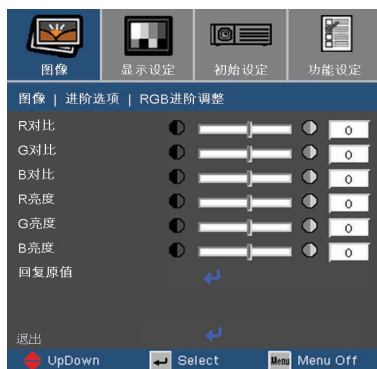 图像 显示设定 初始设定 功能设定
图像 | 进阶选项 | RGB进阶调整
R对比 0
G对比 0
B对比 0
R亮度 0
G亮度 0
B亮度 0
回复原值
退出
UpDown Select Menu Menu Off